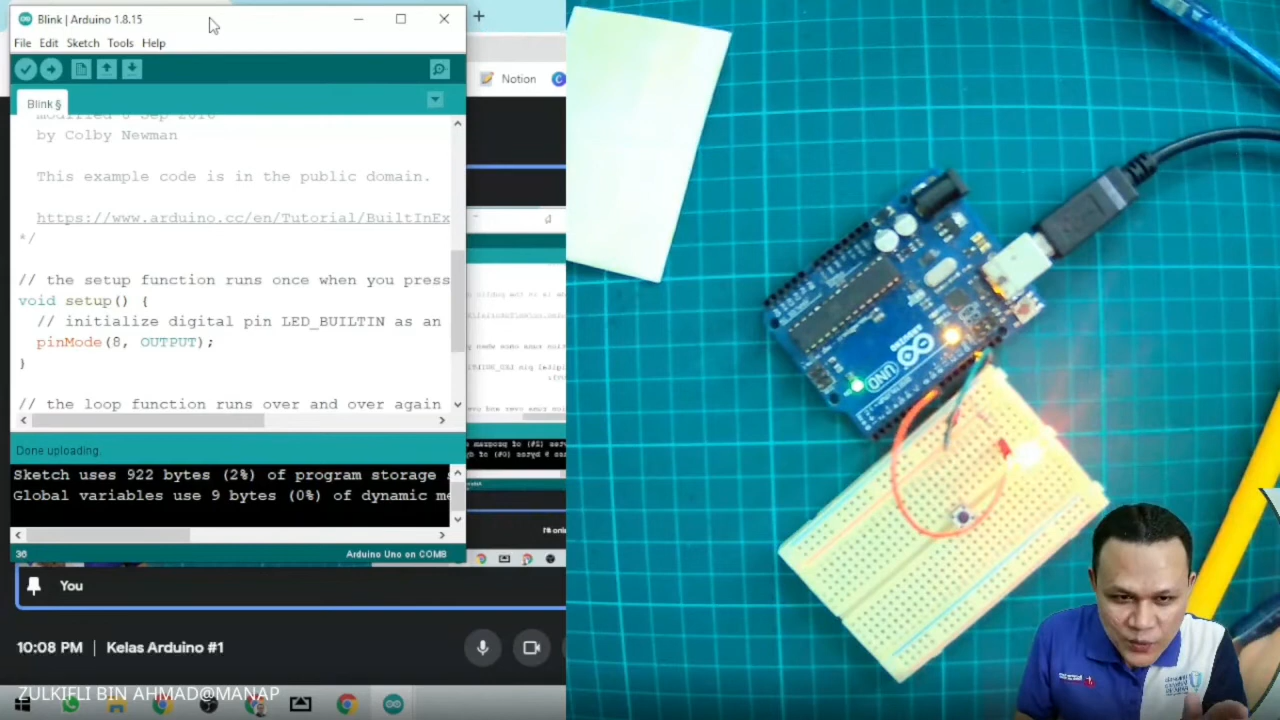 Blink | Arduino 1.8.15
File Edit Sketch Tools Help
Notion
Blink §
by Colby Newman
This example code is in the public domain.
https://www.arduino.cc/en/Tutorial/BuiltInEx
*/
// the setup function runs once when you press
void setup() {
// initialize digital pin LED_BUILTIN as an
pinMode(8, OUTPUT);
}
// the loop function runs over and over again
Done uploading.
Sketch uses 922 bytes (2%) of program storage s
Global variables use 9 bytes (0%) of dynamic me
36
Arduino Uno on COM8
You
10:08 PM | Kelas Arduino #1
ZULKIFLI BIN AHMAD@MANAP
UNO
ARDUINO